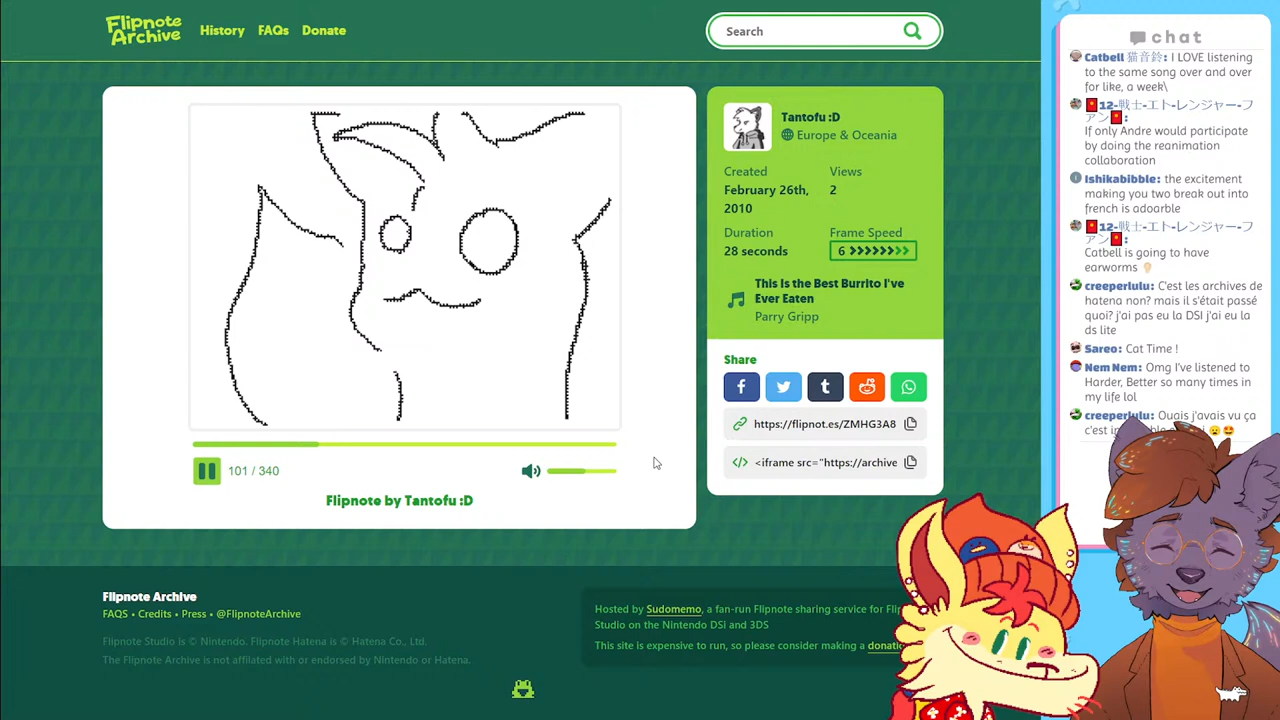 Flipnote
Archive
History
FAQs
Donate
Search
Tantofu :D
Europe & Oceania
Created
Views
February 26th,
2010
2
Duration
Frame Speed
28 seconds
6
This Is the Best Burrito I've
Ever Eaten
Parry Gripp
Share
https://flipnot.es/ZMHG3A8
<iframe src="https://archive
101 / 340
Flipnote by Tantofu :D
Flipnote Archive
FAQS • Credits • Press • @FlipnoteArchive
Flipnote Studio is © Nintendo. Flipnote Hatena is © Hatena Co., Ltd.
The Flipnote Archive is not affilated with or endorsed by Nintendo or Hatena.
Hosted by Sudomemo, a fan-run Flipnote sharing service for Flip
Studio on the Nintendo DSi and 3DS
This site is expensive to run, so please consider making a donatio
chat
Catbell 猫音鈴: I LOVE listening
to the same song over and over
for like, a week\
12-戦士-エト-レンジャー-フ
ァン:
If only Andre would participate
by doing the reanimation
collaboration
Ishikabibble: the excitement
making you two break out into
french is adoarble
12-戦士-エト-レンジャー-フ
ァン:
Catbell is going to have
earworms
creeperlulu: C'est les archives de
hatena non? mais il s'était passé
quoi? j'ai pas eu la DSI j'ai eu la
ds lite
Sareo: Cat Time !
Nem Nem: Omg I've listened to
Harder, Better so many times in
my life lol
creeperlulu: Ouais j'avais vu ça
c'est